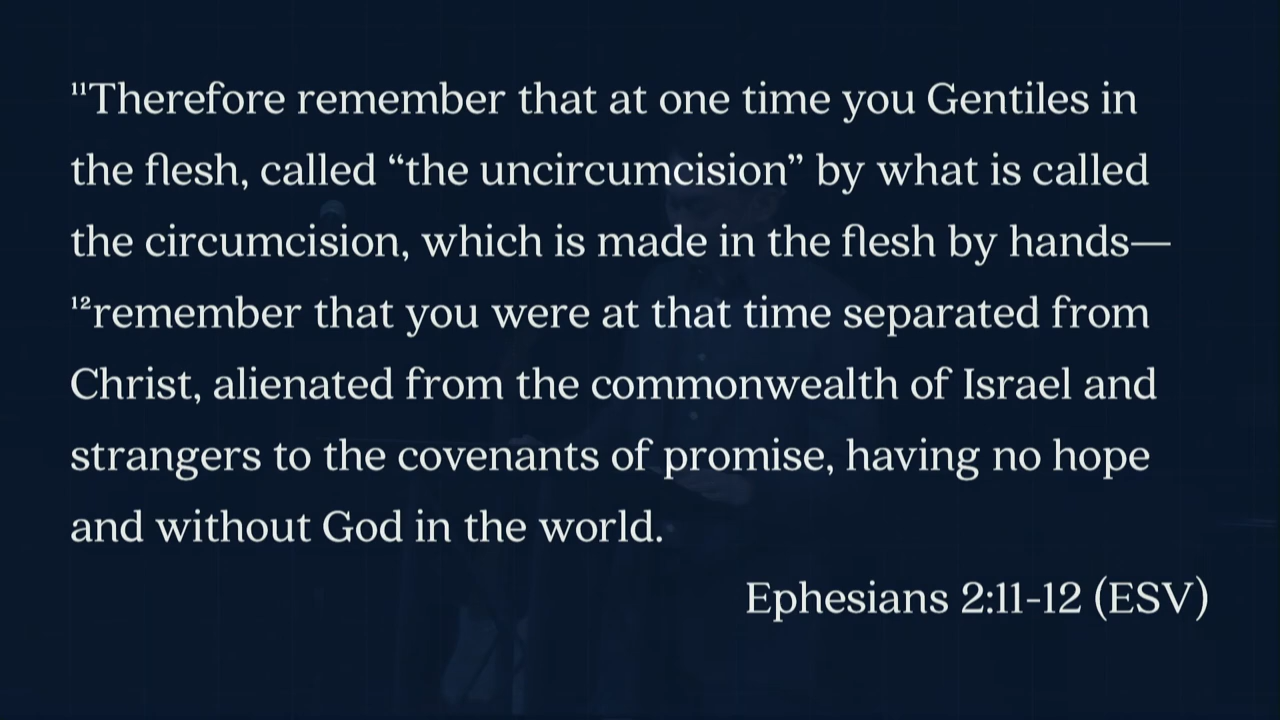 ¹¹Therefore remember that at one time you Gentiles in
the flesh, called “the uncircumcision” by what is called
the circumcision, which is made in the flesh by hands—
¹²remember that you were at that time separated from
Christ, alienated from the commonwealth of Israel and
strangers to the covenants of promise, having no hope
and without God in the world.
Ephesians 2:11-12 (ESV)